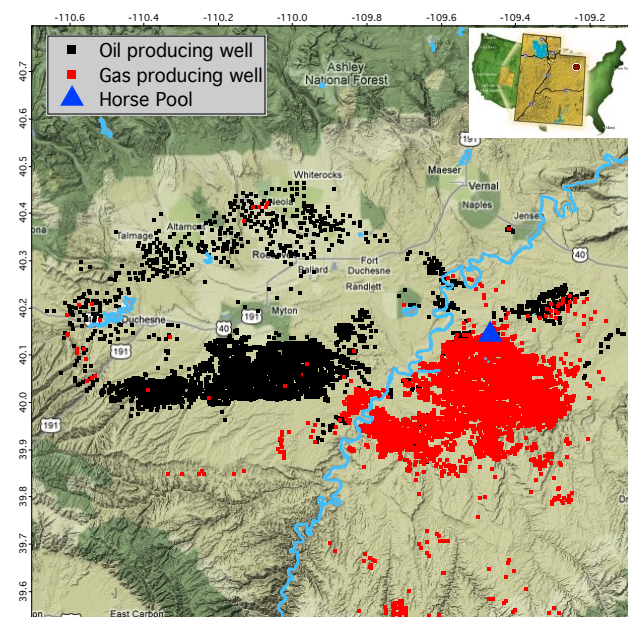 -110.6 -110.4 -110.2 -110.0 -109.8 -109.6 -109.4 -109.2
40.7
40.6
40.5
40.4
40.3
40.2
40.1
40.0
39.9
39.8
39.7
39.6
Oil producing well
Gas producing well
Horse Pool
Ashley
National Forest
191
Maeser
Vernal
Naples
Whiterocks
Neola
Altamont
Talmage
Ballard
Fort
Duchesne
Randlett
40
Myton
191
40
Duchesne
191
191
East Carbon